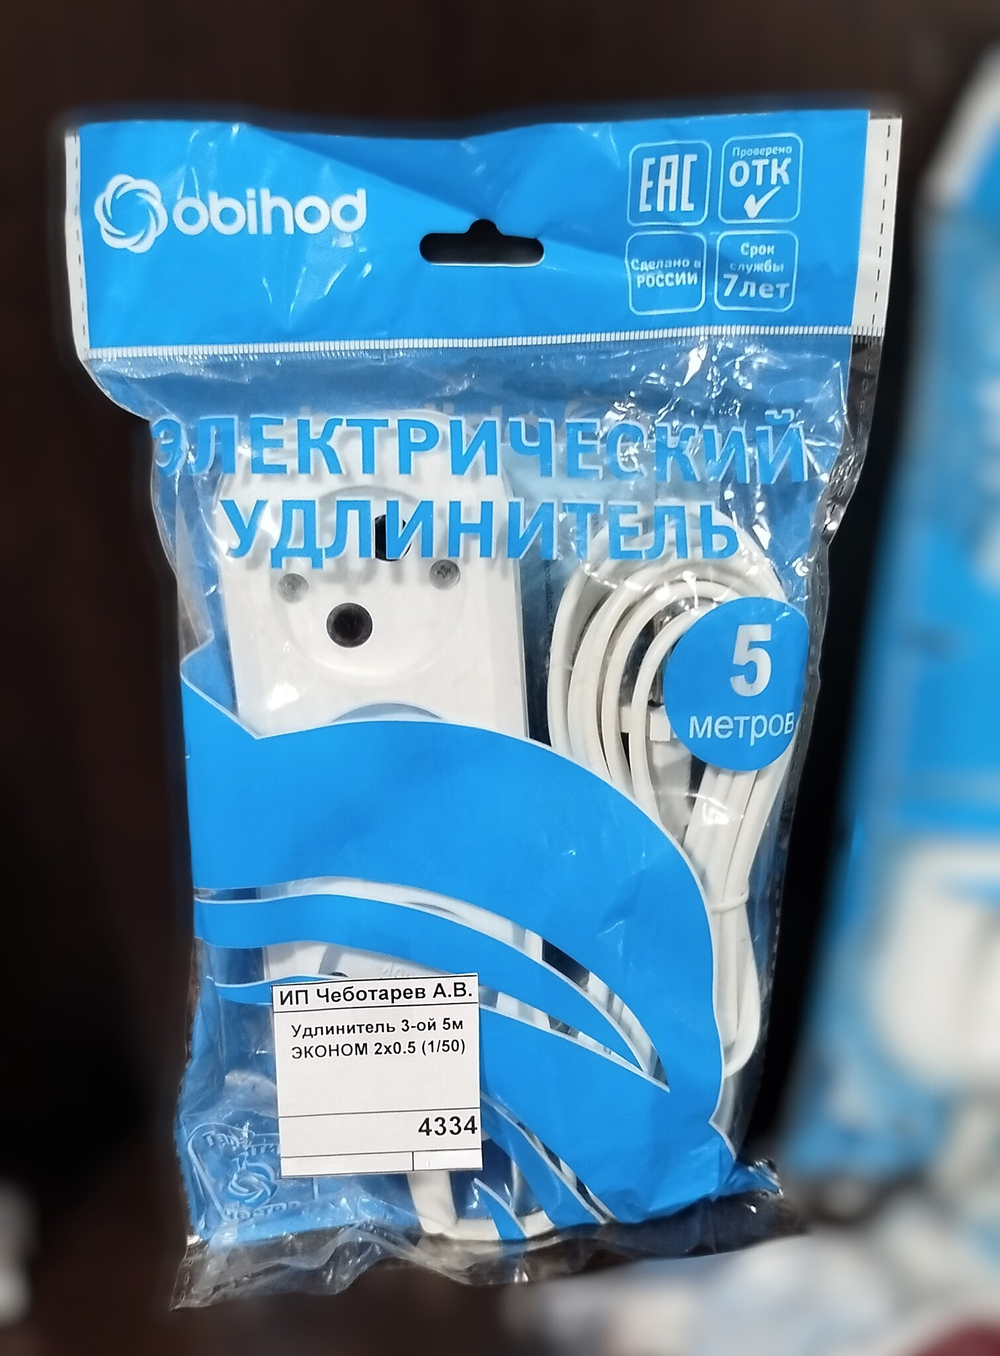 obihod
EAC
Проверено
ОТК
Сделано в
РОССИИ
Срок
службы
7лет
ЭЛЕКТРИЧЕСКИЙ
УДЛИНИТЕЛЬ
5
метров
ИП Чеботарев А.В.
Удлинитель 3-ой 5м
ЭКОНОМ 2х0.5 (1/50)
4334